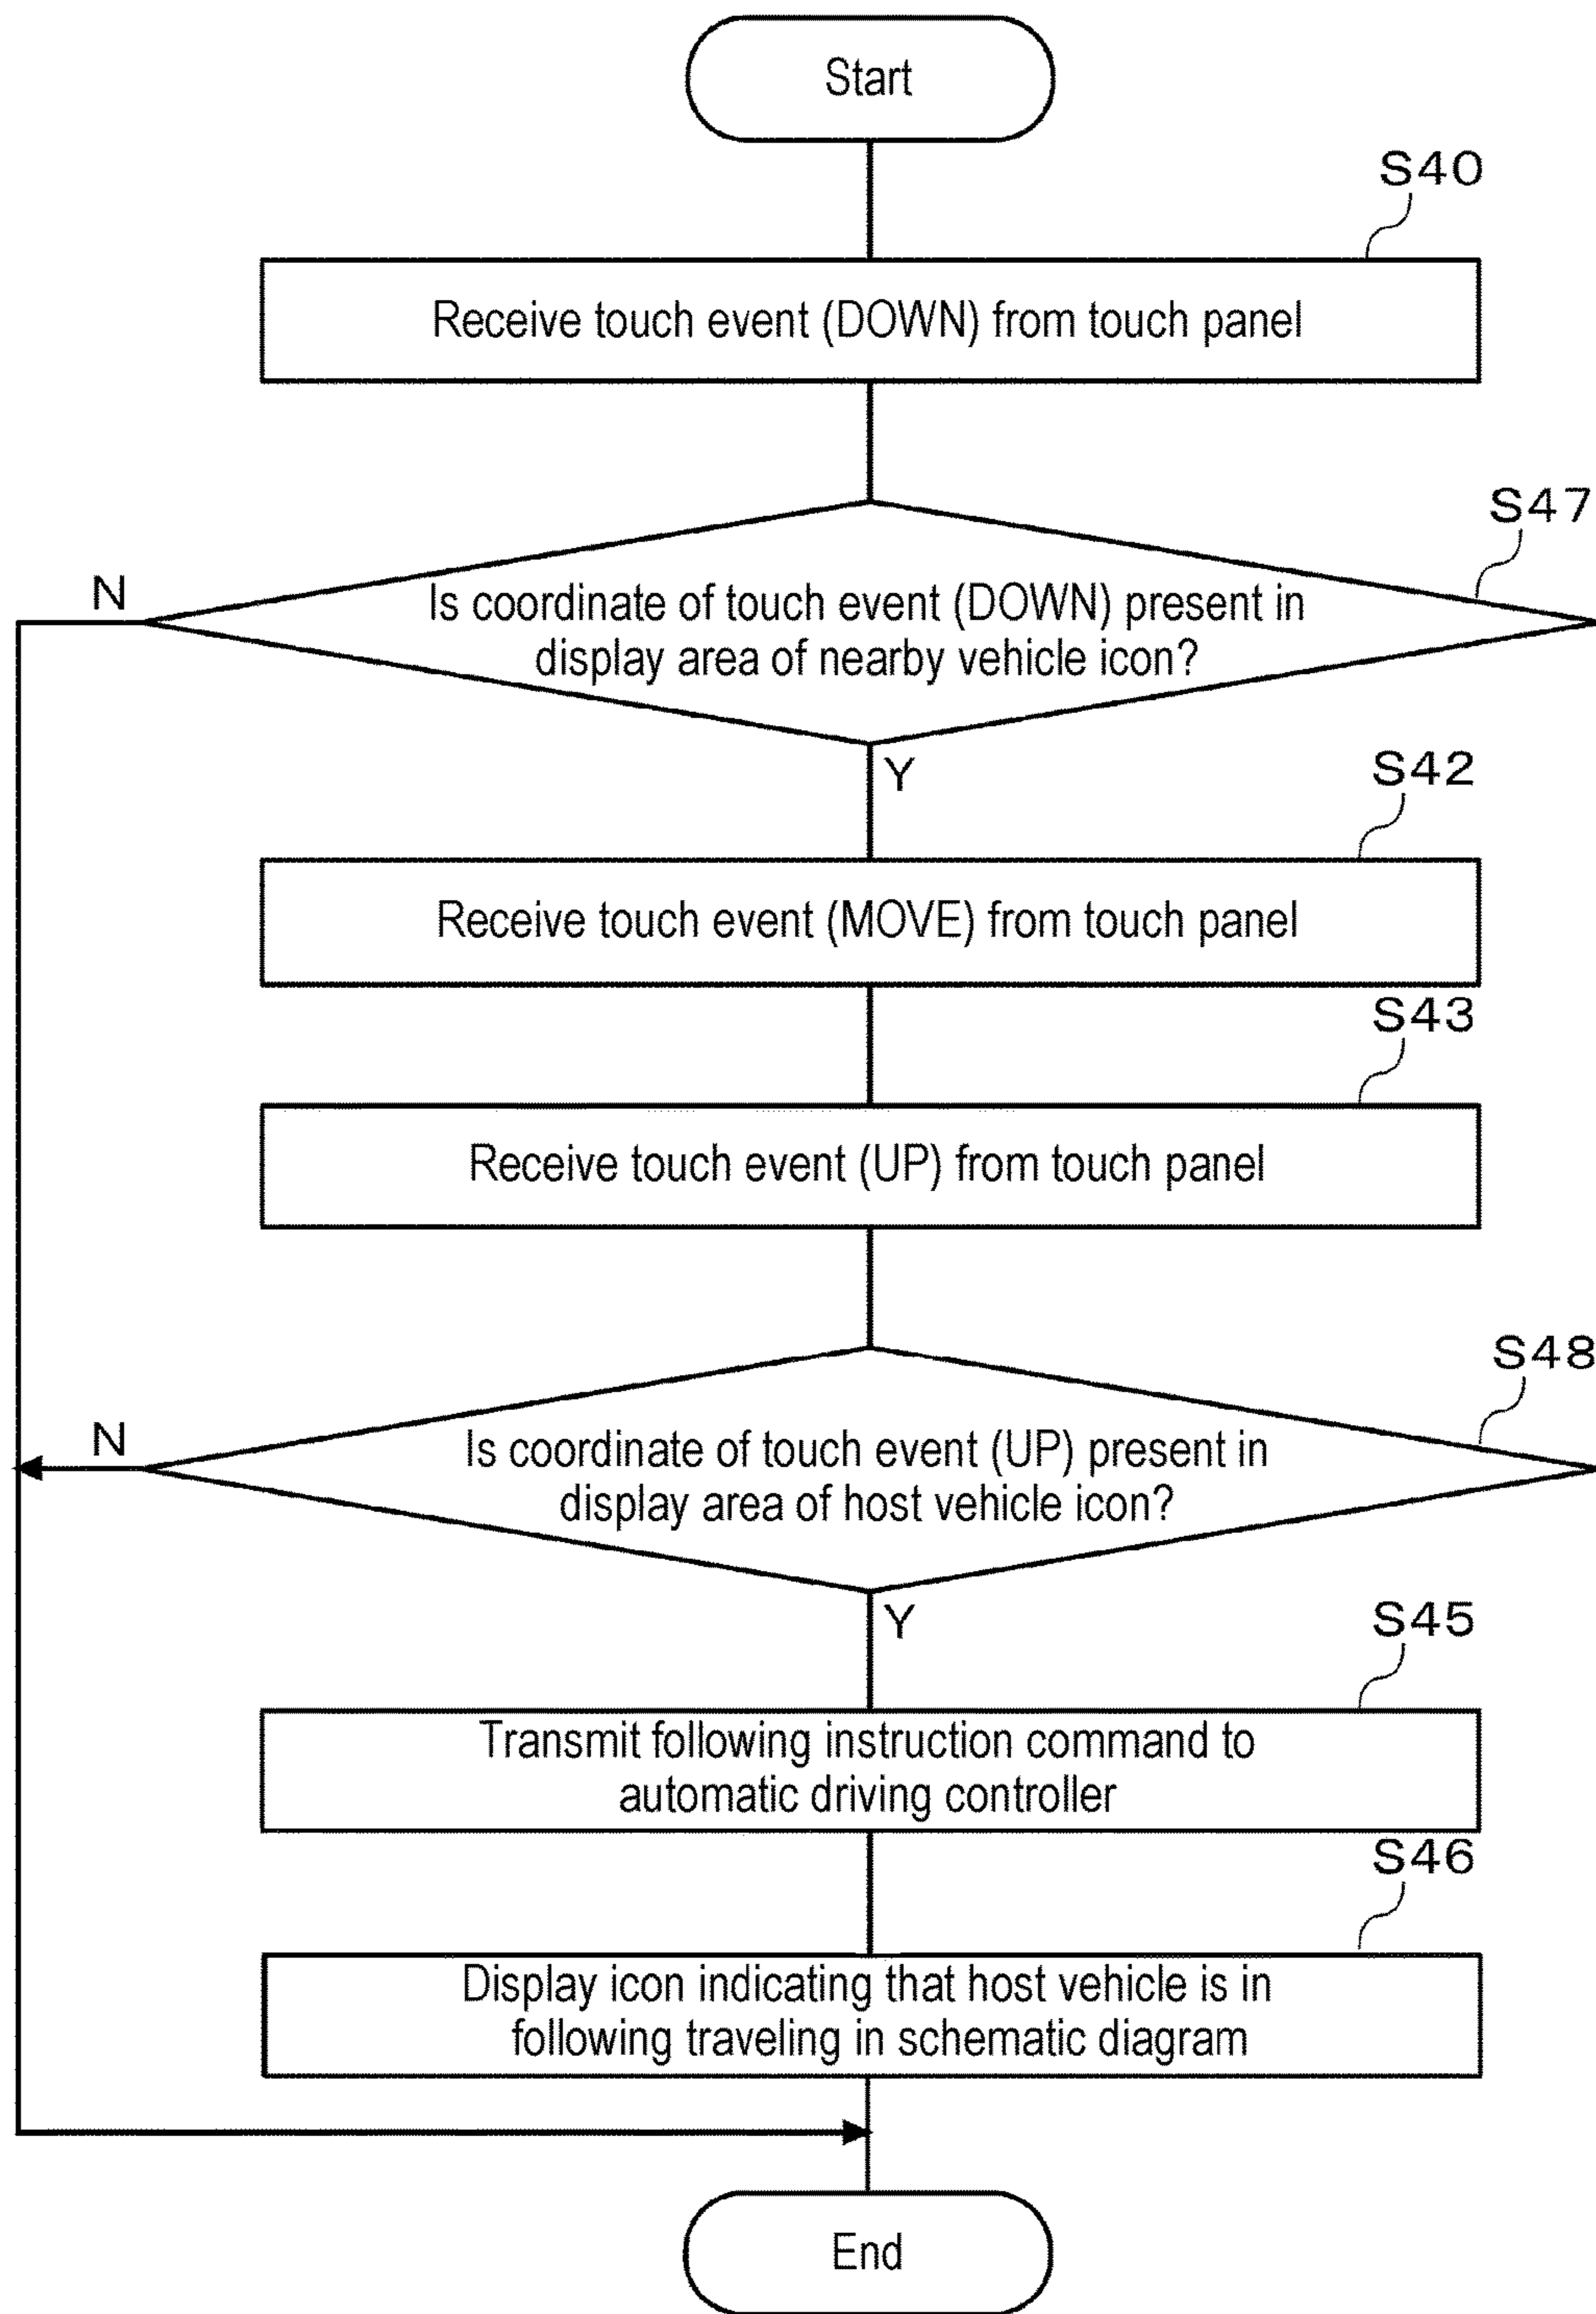 Start
S40
Receive touch event (DOWN) from touch panel
S47
N
Is coordinate of touch event (DOWN) present in
display area of nearby vehicle icon?
Y
S42
Receive touch event (MOVE) from touch panel
S43
Receive touch event (UP) from touch panel
S48
N
Is coordinate of touch event (UP) present in
display area of host vehicle icon?
Y
S45
Transmit following instruction command to
automatic driving controller
S46
Display icon indicating that host vehicle is in
following traveling in schematic diagram
End